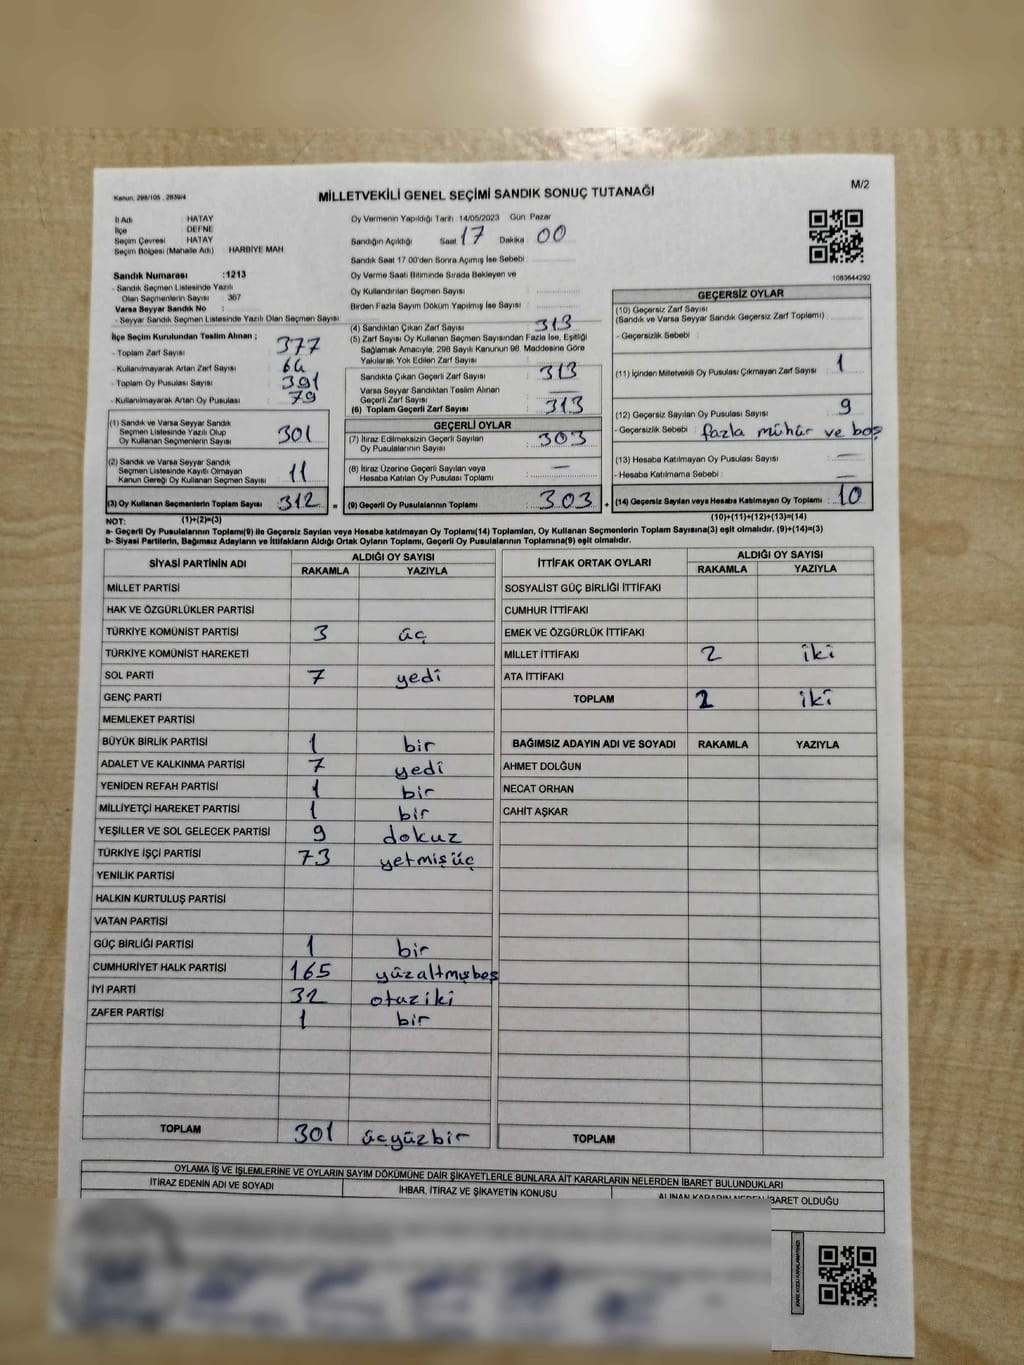 Kanun: 298/105 , 2839/4
MİLLETVEKİLİ GENEL SEÇİMİ SANDIK SONUÇ TUTANAĞI
M/2
İl Adı HATAY
İlçe DEFNE
Seçim Çevresi HATAY
Seçim Bölgesi (Mahalle Adı) HARBİYE MAH
Sandık Numarası :1213
- Sandık Seçmen Listesinde Yazılı
Olan Seçmenlerin Sayısı : 367
Varsa Seyyar Sandık No :
- Seyyar Sandık Seçmen Listesinde Yazılı Olan Seçmen Sayısı
İlçe Seçim Kurulundan Teslim Alınan ;
- Toplam Zarf Sayısı : 377
- Kullanılmayarak Artan Zarf Sayısı : 64
- Toplam Oy Pusulası Sayısı : 391
- Kullanılmayarak Artan Oy Pusulası : 79
(1) Sandık ve Varsa Seyyar Sandık
Seçmen Listesinde Yazılı Olup
Oy Kullanan Seçmenlerin Sayısı : 301
(2) Sandık ve Varsa Seyyar Sandık
Seçmen Listesinde Kayıtlı Olmayan
Kanun Gereği Oy Kullanan Seçmen Sayısı : 11
(3) Oy Kullanan Seçmenlerin Toplam Sayısı : 312
Oy Vermenin Yapıldığı Tarih :14/05/2023 Gün: Pazar
Sandığın Açıldığı Saat : 17 Dakika : 00
Sandık Saat 17.00'den Sonra Açımış İse Sebebi :
Oy Verme Saati Bitiminde Sırada Bekleyen ve
Oy Kullandırılan Seçmen Sayısı :
Birden Fazla Sayım Döküm Yapılmış İse Sayısı :
(4) Sandıktan Çıkan Zarf Sayısı : 313
(5) Zarf Sayısı Oy Kullanan Seçmen Sayısından Fazla İse, Eşitliği
Sağlamak Amacıyla, 298 Sayılı Kanunun 98. Maddesine Göre
Yakılarak Yok Edilen Zarf Sayısı :
Sandıkta Çıkan Geçerli Zarf Sayısı : 313
Varsa Seyyar Sandıktan Teslim Alınan
Geçerli Zarf Sayısı : —
(6) Toplam Geçerli Zarf Sayısı : 313
GEÇERLİ OYLAR
(7) İtiraz Edilmeksizin Geçerli Sayılan
Oy Pusulalarının Sayısı : 303
(8) İtiraz Üzerine Geçerli Sayılan veya
Hesaba Katılan Oy Pusulası Sayısı : —
= (9) Geçerli Oy Pusulalarının Toplamı : 303
1083644292
GEÇERSİZ OYLAR
(10) Geçersiz Zarf Sayısı
(Sandık ve Varsa Seyyar Sandık Geçersiz Zarf Toplamı) :
- Geçersizlik Sebebi :
(11) İçinden Milletvekili Oy Pusulası Çıkmayan Zarf Sayısı : 1
(12) Geçersiz Sayılan Oy Pusulası Sayısı : 9
- Geçersizlik Sebebi : fazla mühür ve boş
(13) Hesaba Katılmayan Oy Pusulası Sayısı : —
- Hesaba Katılmama Sebebi : —
+ (14) Geçersiz Sayılan veya Hesaba Katılmayan Oy Toplamı : 10
NOT: (1)+(2)=(3) (10)+(11)+(12)+(13)=(14)
a- Geçerli Oy Pusulalarının Toplamı(9) ile Geçersiz Sayılan veya Hesaba katılmayan Oy Toplamı(14) Toplamları, Oy Kullanan Seçmenlerin Toplam Sayısına(3) eşit olmalıdır. (9)+(14)=(3)
b- Siyasi Partilerin, Bağımsız Adayların ve İttifakların Aldığı Ortak Oyların Toplamı, Geçerli Oy Pusulalarının Toplamına(9) eşit olmalıdır.
SİYASİ PARTİNİN ADI ALDIĞI OY SAYISI
RAKAMLA YAZIYLA
MİLLET PARTİSİ
HAK VE ÖZGÜRLÜKLER PARTİSİ
TÜRKİYE KOMÜNİST PARTİSİ 3 üç
TÜRKİYE KOMÜNİST HAREKETİ
SOL PARTİ 7 yedi
GENÇ PARTİ
MEMLEKET PARTİSİ
BÜYÜK BİRLİK PARTİSİ 1 bir
ADALET VE KALKINMA PARTİSİ 7 yedi
YENİDEN REFAH PARTİSİ 1 bir
MİLLİYETÇİ HAREKET PARTİSİ 1 bir
YEŞİLLER VE SOL GELECEK PARTİSİ 9 dokuz
TÜRKİYE İŞÇİ PARTİSİ 73 yetmişüç
YENİLİK PARTİSİ
HALKIN KURTULUŞ PARTİSİ
VATAN PARTİSİ
GÜÇ BİRLİĞİ PARTİSİ 1 bir
CUMHURİYET HALK PARTİSİ 165 yüzaltmışbeş
İYİ PARTİ 32 otuziki
ZAFER PARTİSİ 1 bir
TOPLAM 301 üçyüzbir
İTTİFAK ORTAK OYLARI ALDIĞI OY SAYISI
RAKAMLA YAZIYLA
SOSYALİST GÜÇ BİRLİĞİ İTTİFAKI
CUMHUR İTTİFAKI
EMEK VE ÖZGÜRLÜK İTTİFAKI
MİLLET İTTİFAKI 2 iki
ATA İTTİFAKI
TOPLAM 2 iki
BAĞIMSIZ ADAYIN ADI VE SOYADI RAKAMLA YAZIYLA
AHMET DOLĞUN
NECAT ORHAN
CAHİT AŞKAR
TOPLAM
OYLAMA İŞ VE İŞLEMLERİNE VE OYLARIN SAYIM DÖKÜMÜNE DAİR ŞİKAYETLERLE BUNLARA AİT KARARLARIN NELERDEN İBARET BULUNDUKLARI
İTİRAZ EDENİN ADI VE SOYADI İHBAR, İTİRAZ VE ŞİKAYETİN KONUSU ALINAN KARARIN NEDEN İBARET OLDUĞU